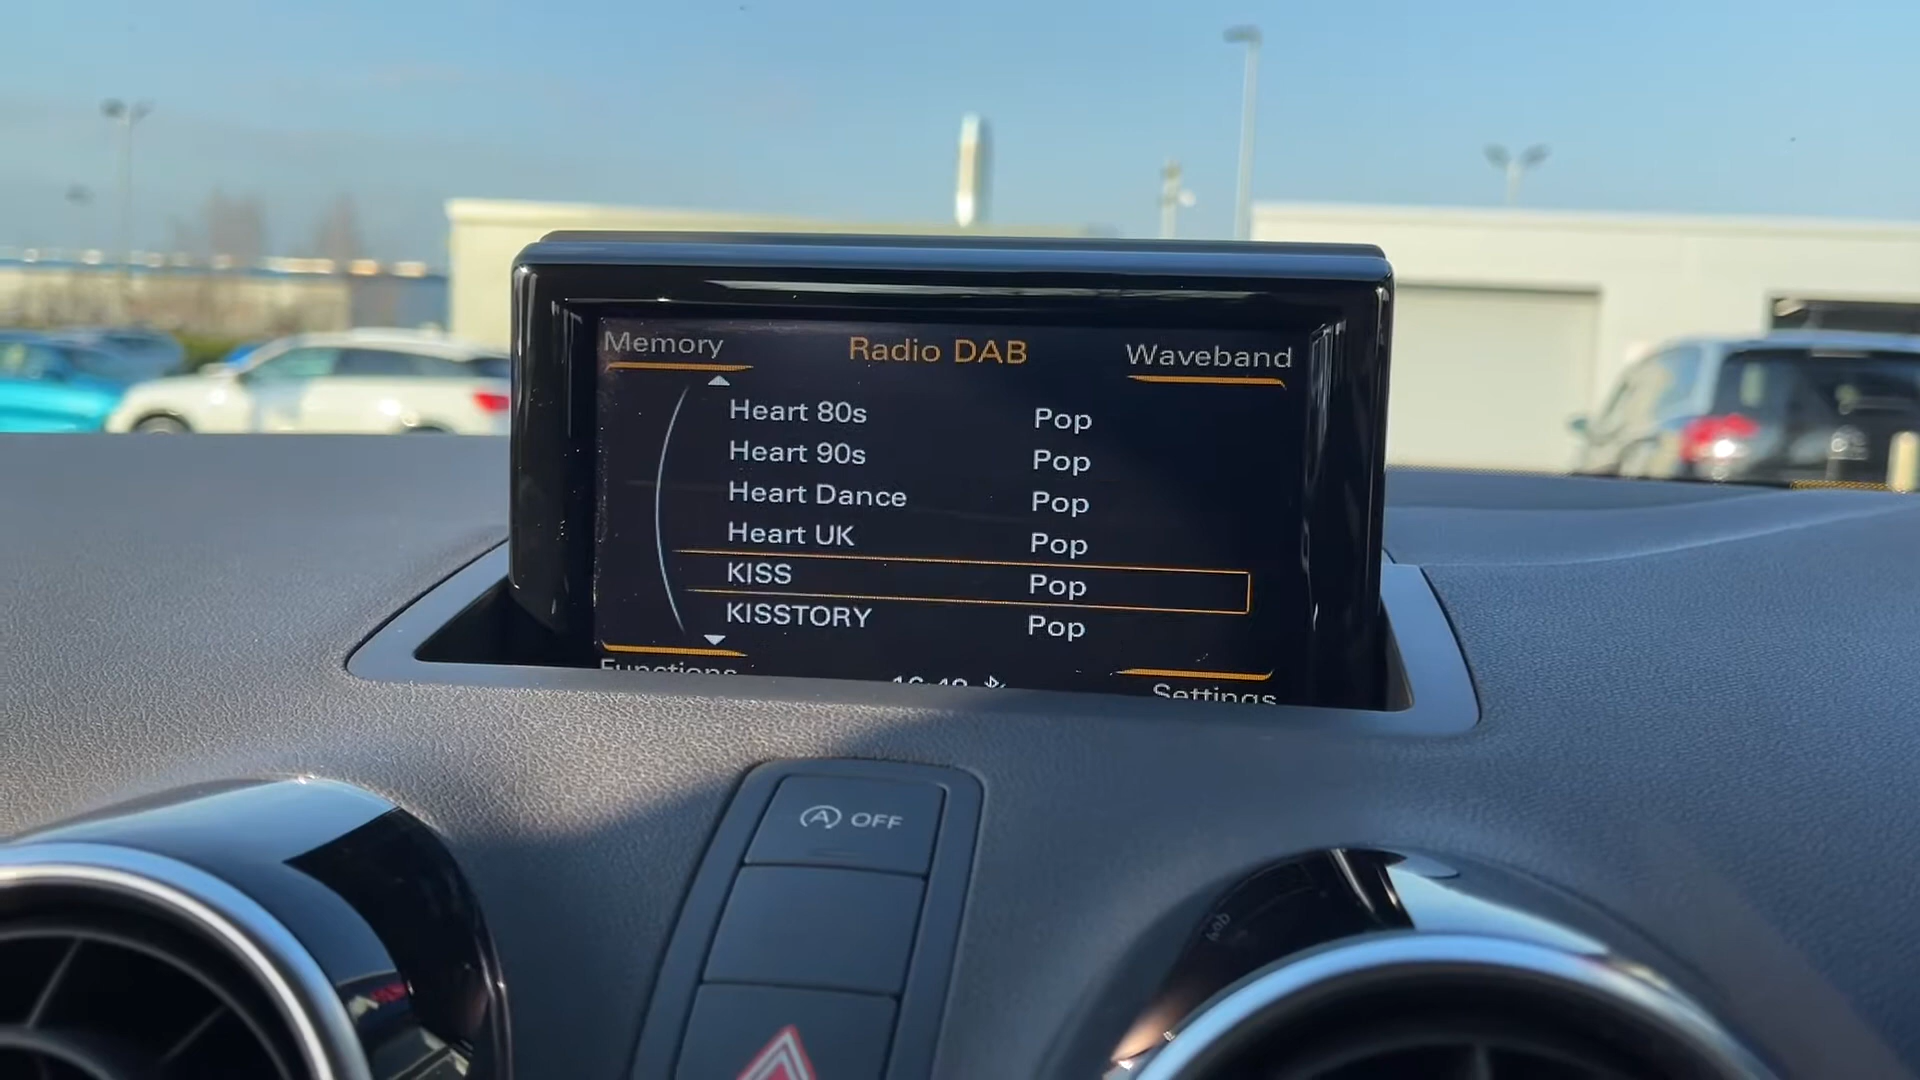 Memory Radio DAB Waveband
Heart 80s Pop
Heart 90s Pop
Heart Dance Pop
Heart UK Pop
KISS Pop
KISSTORY Pop
Functions Settings
A OFF